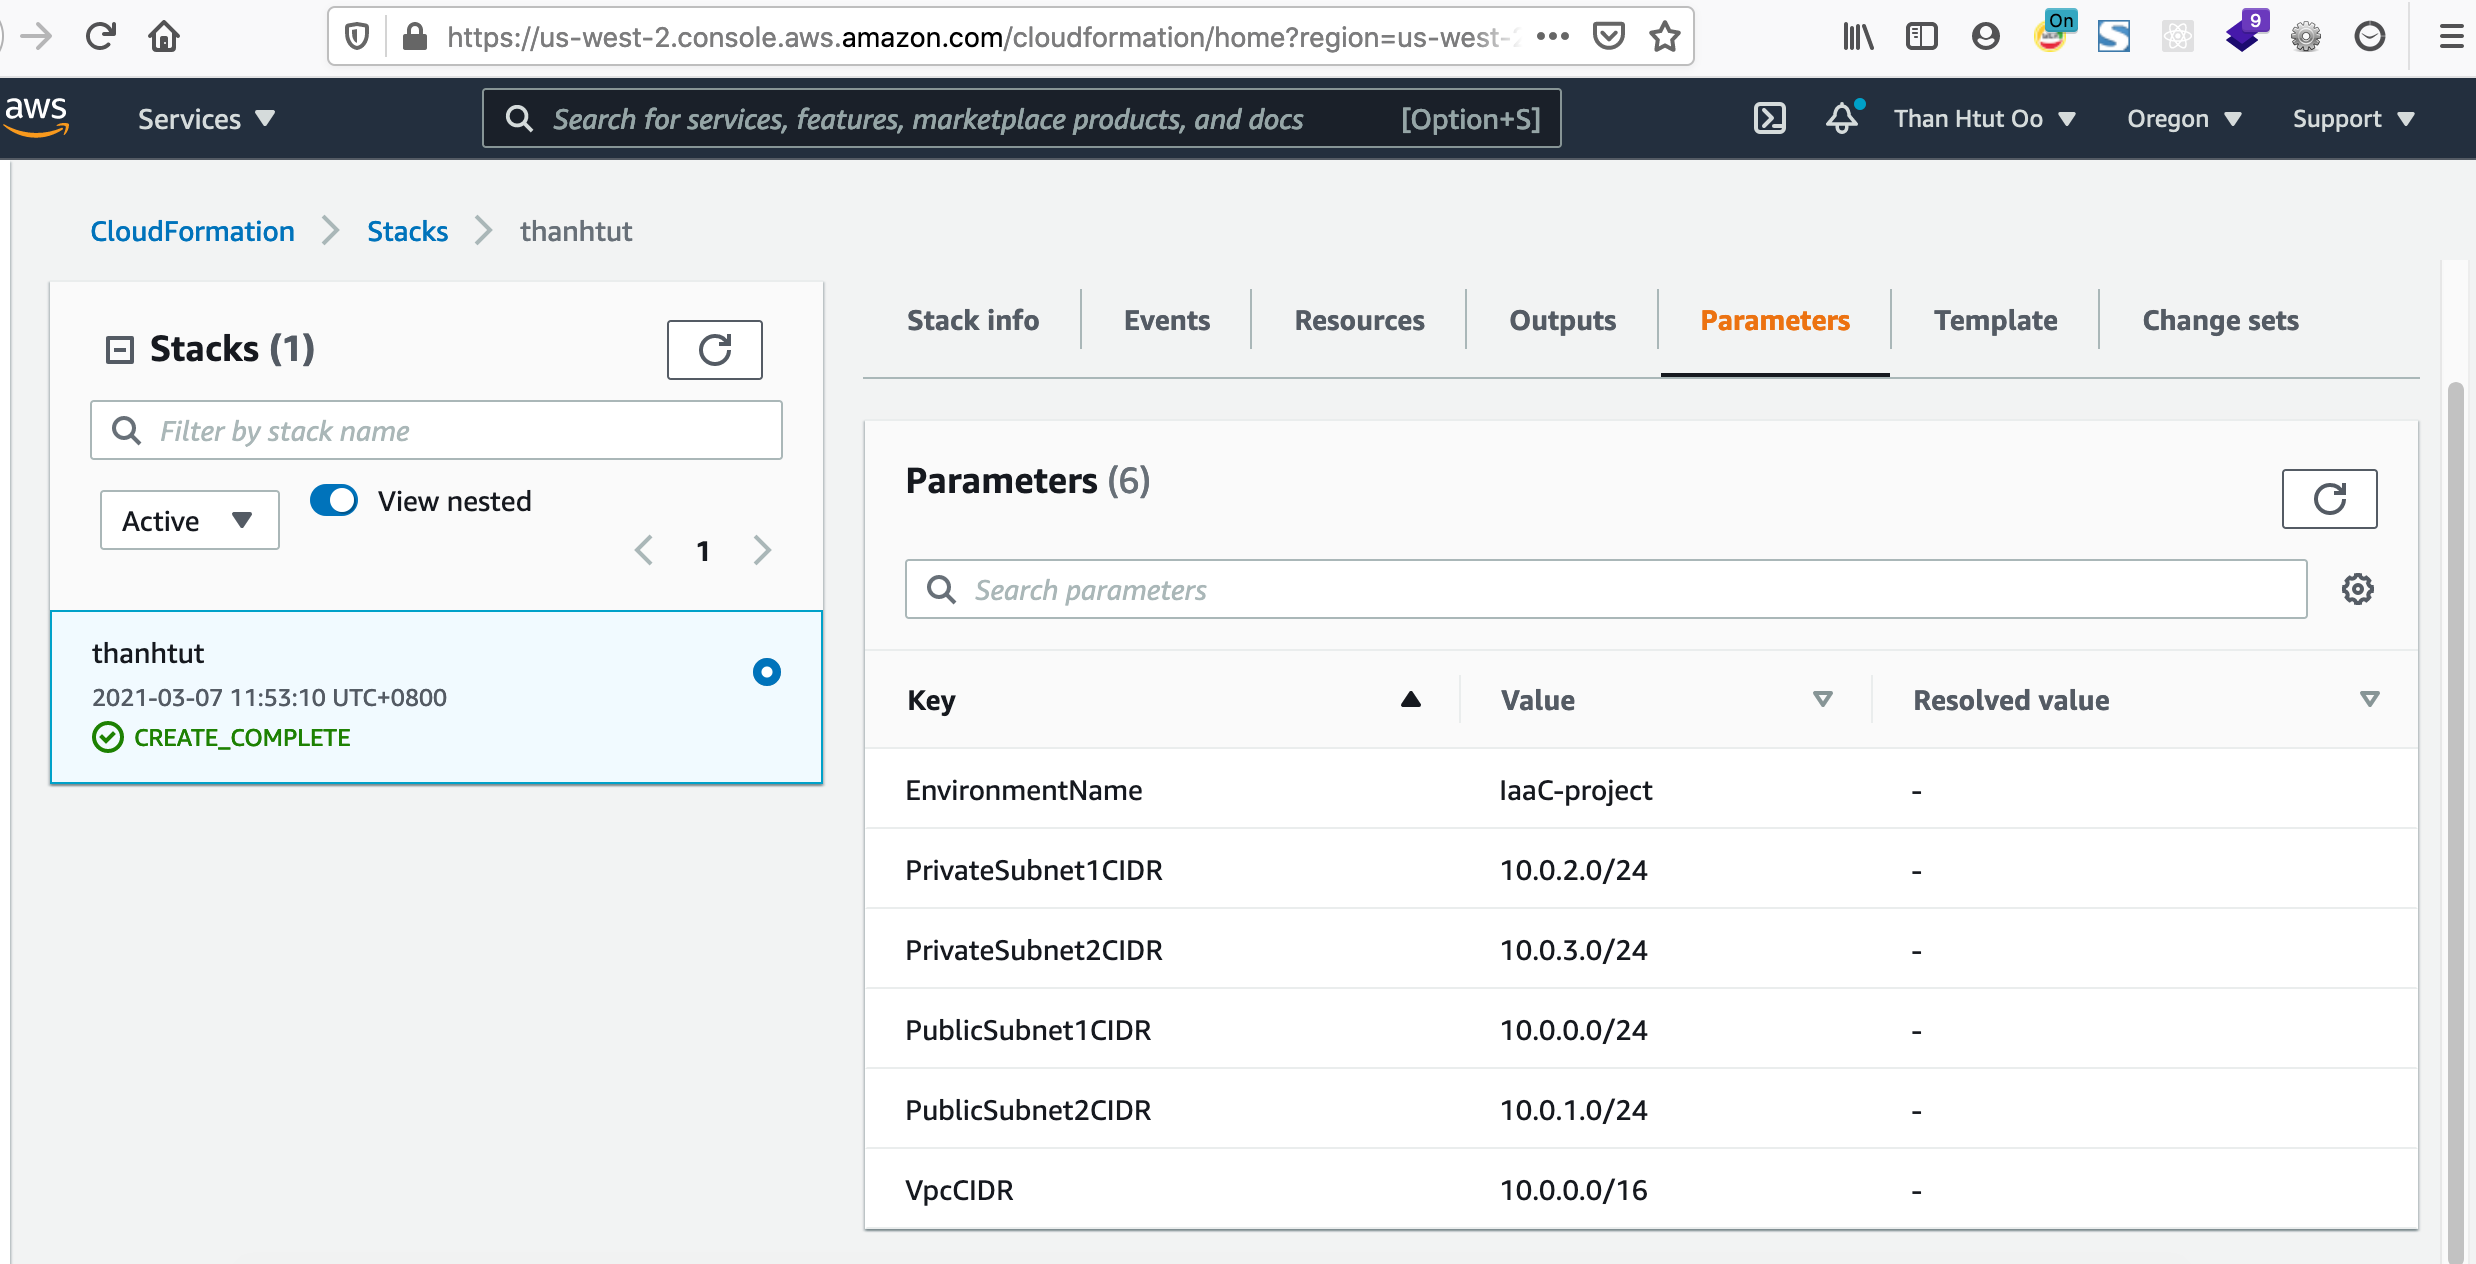 https://us-west-2.console.aws.amazon.com/cloudformation/home?region=us-west-2
On
9
aws
Services
Search for services, features, marketplace products, and docs [Option+S]
Than Htut Oo
Oregon
Support
CloudFormation
Stacks
thanhtut
Stacks (1)
Filter by stack name
Active
View nested
1
thanhtut
2021-03-07 11:53:10 UTC+0800
CREATE_COMPLETE
Stack info
Events
Resources
Outputs
Parameters
Template
Change sets
Parameters (6)
Search parameters
Key Value Resolved value
EnvironmentName IaaC-project -
PrivateSubnet1CIDR 10.0.2.0/24 -
PrivateSubnet2CIDR 10.0.3.0/24 -
PublicSubnet1CIDR 10.0.0.0/24 -
PublicSubnet2CIDR 10.0.1.0/24 -
VpcCIDR 10.0.0.0/16 -